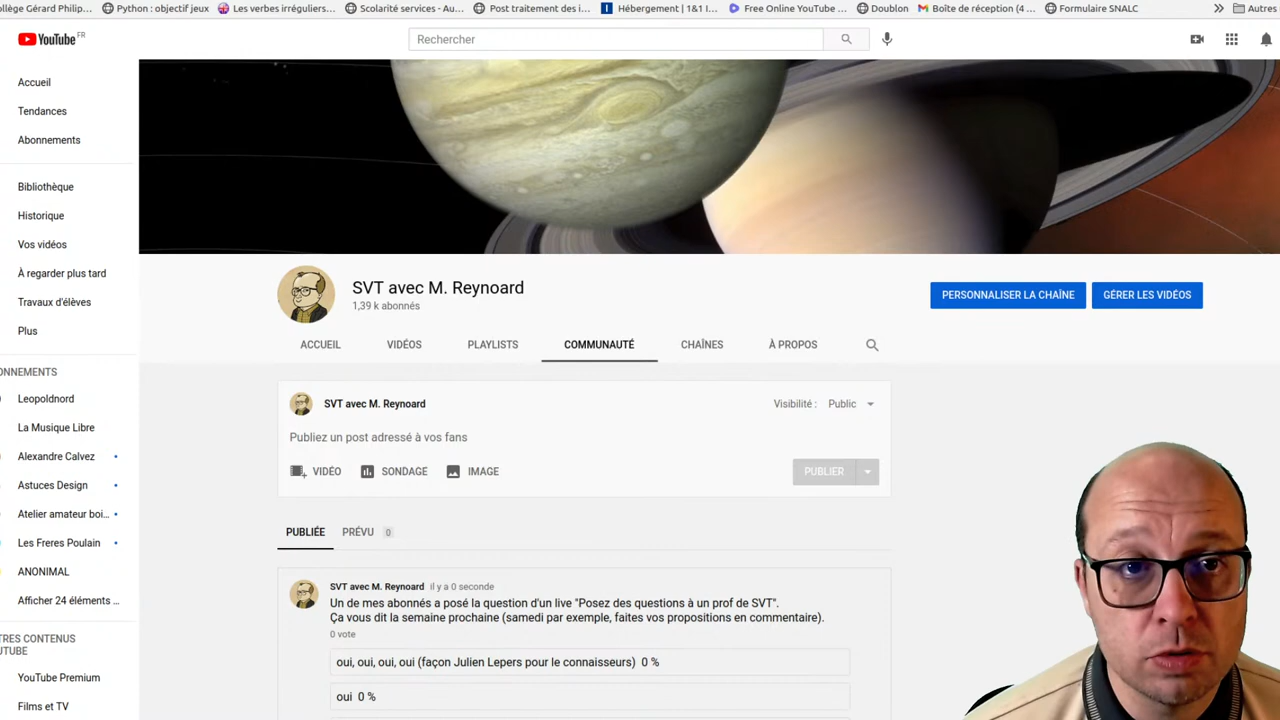 ollège Gérard Philip... Python : objectif jeux Les verbes irréguliers... Scolarité services - Au... Post traitement des i... Hébergement | 1&1 I... Free Online YouTube ... Doublon Boîte de réception (4 ... Formulaire SNALC » Autres
YouTube FR
Rechercher
Accueil
Tendances
Abonnements
Bibliothèque
Historique
Vos vidéos
À regarder plus tard
Travaux d'élèves
Plus
ONNEMENTS
Leopoldnord
La Musique Libre
Alexandre Calvez
Astuces Design
Atelier amateur boi...
Les Freres Poulain
ANONIMAL
Afficher 24 éléments ...
TRES CONTENUS
UTUBE
YouTube Premium
Films et TV
SVT avec M. Reynoard
1,39 k abonnés
PERSONNALISER LA CHAÎNE GÉRER LES VIDÉOS
ACCUEIL VIDÉOS PLAYLISTS COMMUNAUTÉ CHAÎNES À PROPOS
SVT avec M. Reynoard Visibilité : Public
Publiez un post adressé à vos fans
VIDÉO SONDAGE IMAGE PUBLIER
PUBLIÉE PRÉVU 0
SVT avec M. Reynoard il y a 0 seconde
Un de mes abonnés a posé la question d'un live "Posez des questions à un prof de SVT".
Ça vous dit la semaine prochaine (samedi par exemple, faites vos propositions en commentaire).
0 vote
oui, oui, oui, oui (façon Julien Lepers pour le connaisseurs) 0 %
oui 0 %